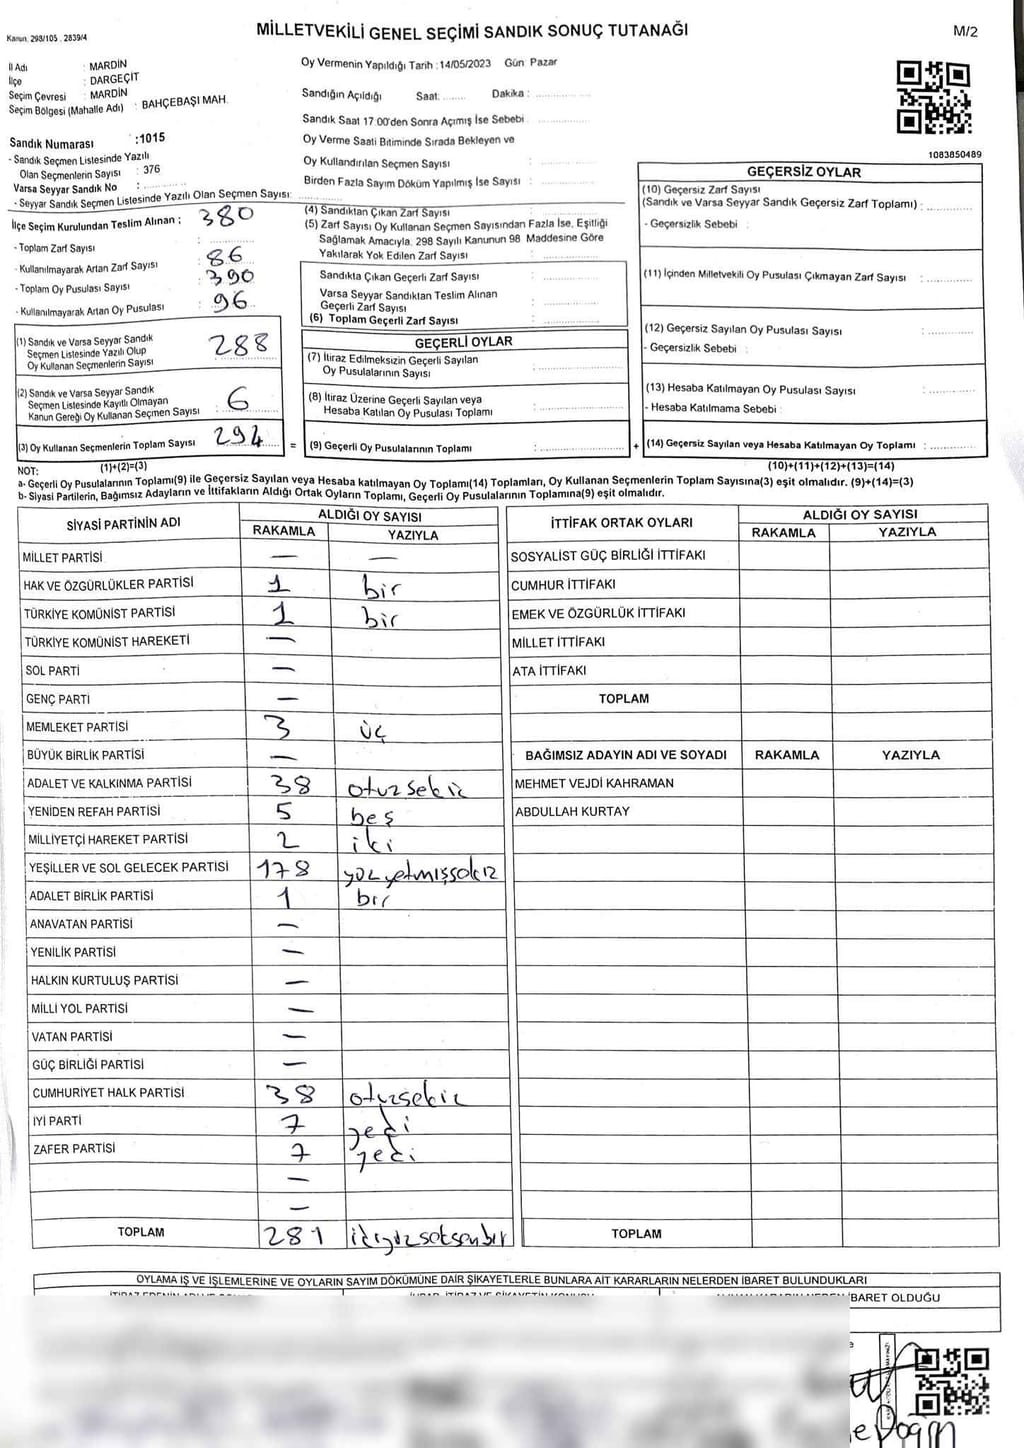 Kanun. 298/105 . 2839/4
MİLLETVEKİLİ GENEL SEÇİMİ SANDIK SONUÇ TUTANAĞI
M/2
İl Adı : MARDİN
İlçe : DARGEÇİT
Seçim Çevresi : MARDİN
Seçim Bölgesi (Mahalle Adı) : BAHÇEBAŞI MAH.
Oy Vermenin Yapıldığı Tarih :14/05/2023 Gün Pazar
Sandığın Açıldığı Saat:........ Dakika: ................
Sandık Saat 17:00'den Sonra Açımış İse Sebebi ................
Oy Verme Saati Bitiminde Sırada Bekleyen ve
Oy Kullandırılan Seçmen Sayısı : ................
Birden Fazla Sayım Döküm Yapılmış İse Sayısı : ................
1083850489
Sandık Numarası :1015
- Sandık Seçmen Listesinde Yazılı
Olan Seçmenlerin Sayısı : 376
Varsa Seyyar Sandık No : ................
- Seyyar Sandık Seçmen Listesinde Yazılı Olan Seçmen Sayısı: ................
İlçe Seçim Kurulundan Teslim Alınan ;
- Toplam Zarf Sayısı : 380
- Kullanılmayarak Artan Zarf Sayısı : 86
- Toplam Oy Pusulası Sayısı : 390
- Kullanılmayarak Artan Oy Pusulası : 96
(1) Sandık ve Varsa Seyyar Sandık
Seçmen Listesinde Yazılı Olup
Oy Kullanan Seçmenlerin Sayısı : 288
(2) Sandık ve Varsa Seyyar Sandık
Seçmen Listesinde Kayıtlı Olmayan
Kanun Gereği Oy Kullanan Seçmen Sayısı : 6
(3) Oy Kullanan Seçmenlerin Toplam Sayısı : 294
(4) Sandıktan Çıkan Zarf Sayısı : ................
(5) Zarf Sayısı Oy Kullanan Seçmen Sayısından Fazla İse, Eşitliği
Sağlamak Amacıyla, 298 Sayılı Kanunun 98 Maddesine Göre
Yakılarak Yok Edilen Zarf Sayısı : ................
Sandıkta Çıkan Geçerli Zarf Sayısı : ................
Varsa Seyyar Sandıktan Teslim Alınan
Geçerli Zarf Sayısı : ................
(6) Toplam Geçerli Zarf Sayısı : ................
GEÇERLİ OYLAR
(7) İtiraz Edilmeksizin Geçerli Sayılan
Oy Pusulalarının Sayısı : ................
(8) İtiraz Üzerine Geçerli Sayılan veya
Hesaba Katılan Oy Pusulası Toplamı : ................
= (9) Geçerli Oy Pusulalarının Toplamı : ................
GEÇERSİZ OYLAR
(10) Geçersiz Zarf Sayısı
(Sandık ve Varsa Seyyar Sandık Geçersiz Zarf Toplamı) : ................
- Geçersizlik Sebebi :
(11) İçinden Milletvekili Oy Pusulası Çıkmayan Zarf Sayısı : ................
(12) Geçersiz Sayılan Oy Pusulası Sayısı : ................
- Geçersizlik Sebebi :
(13) Hesaba Katılmayan Oy Pusulası Sayısı : ................
- Hesaba Katılmama Sebebi :
+ (14) Geçersiz Sayılan veya Hesaba Katılmayan Oy Toplamı : ................
NOT: (1)+(2)=(3)
(10)+(11)+(12)+(13)=(14)
a- Geçerli Oy Pusulalarının Toplamı(9) ile Geçersiz Sayılan veya Hesaba katılmayan Oy Toplamı(14) Toplamları, Oy Kullanan Seçmenlerin Toplam Sayısına(3) eşit olmalıdır. (9)+(14)=(3)
b- Siyasi Partilerin, Bağımsız Adayların ve İttifakların Aldığı Ortak Oyların Toplamı, Geçerli Oy Pusulalarının Toplamına(9) eşit olmalıdır.
SİYASİ PARTİNİN ADI ALDIĞI OY SAYISI
RAKAMLA YAZIYLA
MİLLET PARTİSİ — —
HAK VE ÖZGÜRLÜKLER PARTİSİ 1 bir
TÜRKİYE KOMÜNİST PARTİSİ 1 bir
TÜRKİYE KOMÜNİST HAREKETİ —
SOL PARTİ —
GENÇ PARTİ —
MEMLEKET PARTİSİ 3 üç
BÜYÜK BİRLİK PARTİSİ —
ADALET VE KALKINMA PARTİSİ 38 otuzsekiz
YENİDEN REFAH PARTİSİ 5 beş
MİLLİYETÇİ HAREKET PARTİSİ 2 iki
YEŞİLLER VE SOL GELECEK PARTİSİ 178 yüzyetmişsekiz
ADALET BİRLİK PARTİSİ 1 bir
ANAVATAN PARTİSİ —
YENİLİK PARTİSİ —
HALKIN KURTULUŞ PARTİSİ —
MİLLİ YOL PARTİSİ —
VATAN PARTİSİ —
GÜÇ BİRLİĞİ PARTİSİ —
CUMHURİYET HALK PARTİSİ 38 otuzsekiz
İYİ PARTİ 7 yedi
ZAFER PARTİSİ 7 yedi
—
—
TOPLAM 281 ikiyüzseksenbir
İTTİFAK ORTAK OYLARI ALDIĞI OY SAYISI
RAKAMLA YAZIYLA
SOSYALİST GÜÇ BİRLİĞİ İTTİFAKI
CUMHUR İTTİFAKI
EMEK VE ÖZGÜRLÜK İTTİFAKI
MİLLET İTTİFAKI
ATA İTTİFAKI
TOPLAM
BAĞIMSIZ ADAYIN ADI VE SOYADI RAKAMLA YAZIYLA
MEHMET VEJDİ KAHRAMAN
ABDULLAH KURTAY
TOPLAM
OYLAMA İŞ VE İŞLEMLERİNE VE OYLARIN SAYIM DÖKÜMÜNE DAİR ŞİKAYETLERLE BUNLARA AİT KARARLARIN NELERDEN İBARET BULUNDUKLARI
İBARET OLDUĞU